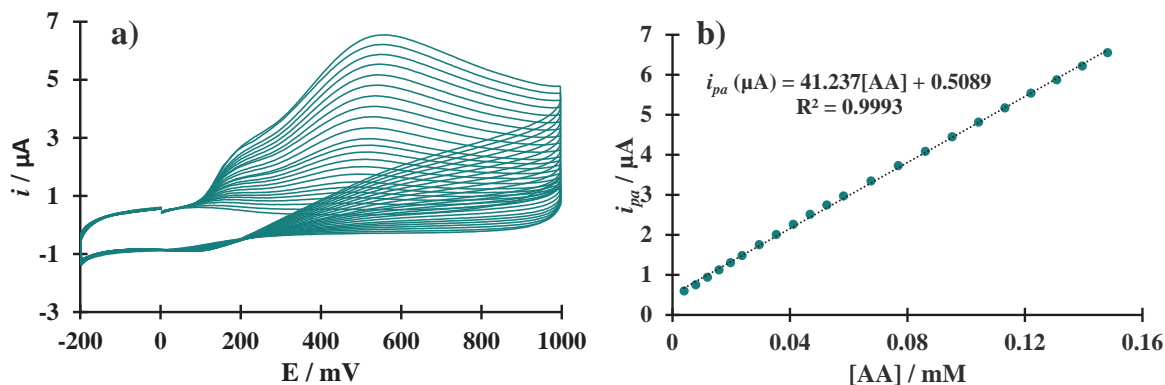 a)
7
5
3
1
-1
-3
i / µA
-200 0 200 400 600 800 1000
E / mV
b)
7
6
5
4
3
2
1
0
ipa / µA
ipa (µA) = 41.237[AA] + 0.5089
R² = 0.9993
0 0.04 0.08 0.12 0.16
[AA] / mM